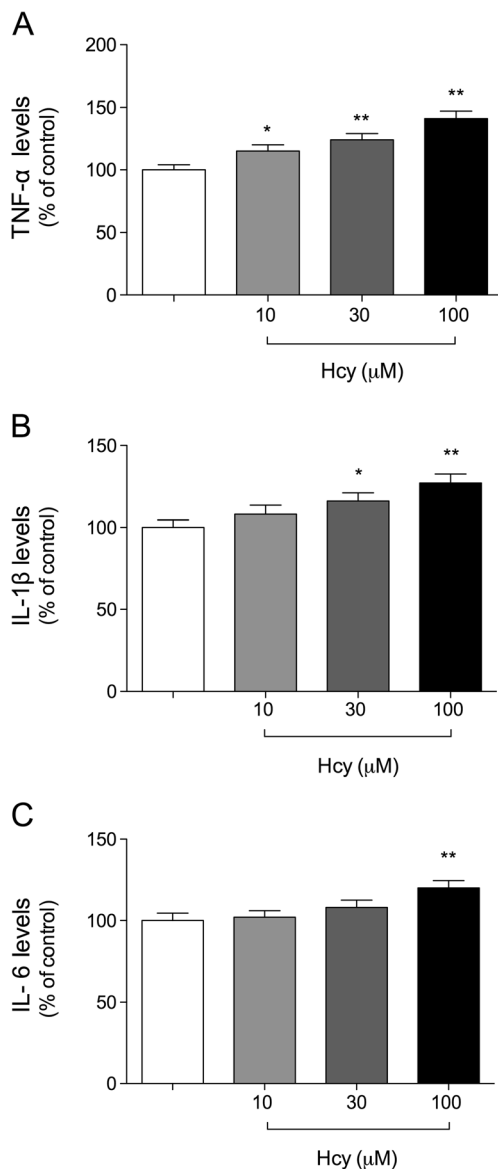 A
TNF-α levels
(% of control)
200
150
100
50
0
*
**
**
10
30
100
Hcy (μM)
B
IL-1β levels
(% of control)
150
100
50
0
*
**
10
30
100
Hcy (μM)
C
IL- 6 levels
(% of control)
150
100
50
0
**
10
30
100
Hcy (μM)